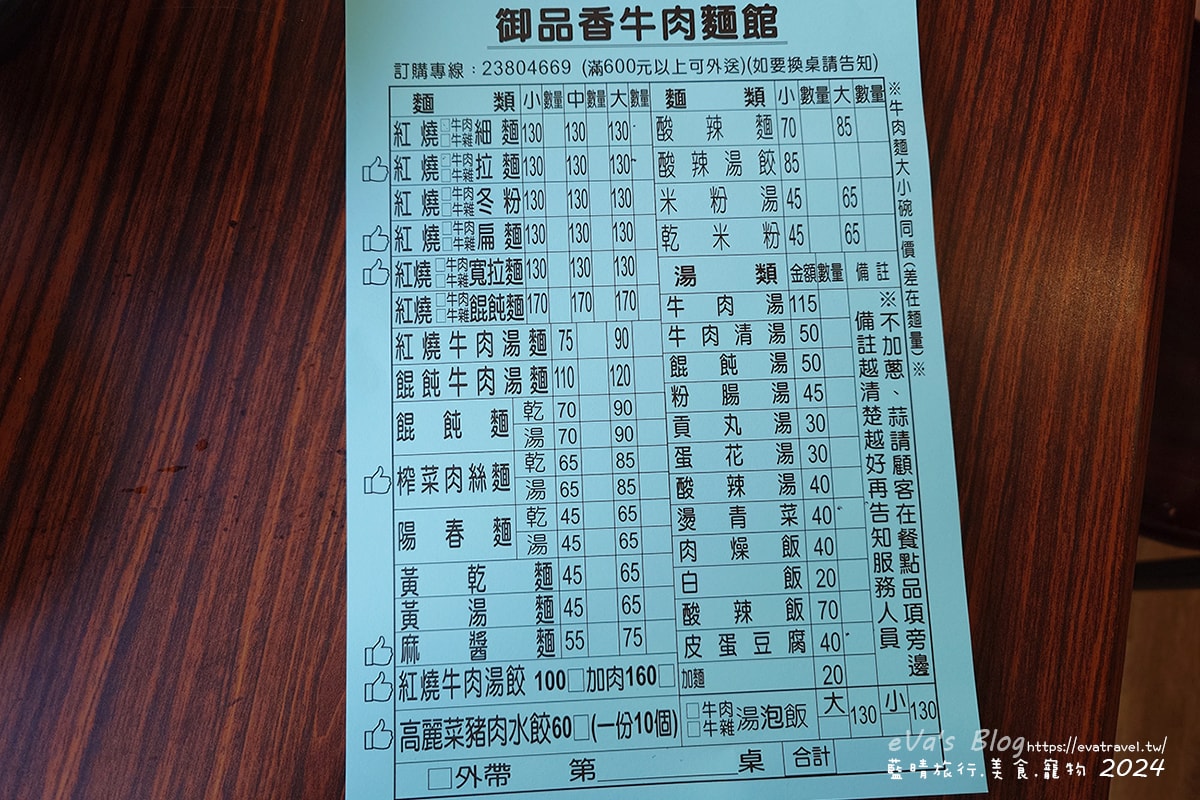 御品香牛肉麵館
訂購專線：23804669 (滿600元以上可外送)(如要換桌請告知)
麵類 小 數量 中 數量 大 數量
紅燒 □牛肉 □牛雜 細麵 130 130 130
紅燒 □牛肉 □牛雜 拉麵 130 130 130
紅燒 □牛肉 □牛雜 冬粉 130 130 130
紅燒 □牛肉 □牛雜 扁麵 130 130 130
紅燒 □牛肉 □牛雜 寬拉麵 130 130 130
紅燒 □牛肉 □牛雜 餛飩麵 170 170 170
紅燒牛肉湯麵 75 90
餛飩牛肉湯麵 110 120
餛飩麵 乾 70 90
湯 70 90
榨菜肉絲麵 乾 65 85
湯 65 85
陽春麵 乾 45 65
湯 45 65
黃乾麵 45 65
黃湯麵 45 65
麻醬麵 55 75
紅燒牛肉湯餃 100□加肉160□
高麗菜豬肉水餃60□(一份10個)
麵類 小 數量 大 數量
酸辣麵 70 85
酸辣湯餃 85
米粉湯 45 65
乾米粉 45 65
湯類 金額 數量 備註
牛肉湯 115
牛肉清湯 50
餛飩湯 50
粉腸湯 45
貢丸湯 30
蛋花湯 30
酸辣湯 40
燙青菜 40
肉燥飯 40
白飯 20
酸辣飯 70
皮蛋豆腐 40
加麵 20
□牛肉 □牛雜 湯泡飯 大 130 小 130
※不加蔥、蒜請顧客在餐點品項旁邊
備註越清楚越好再告知服務人員
※牛肉麵大小碗同價(差在麵量)※
□外帶 第 桌 合計
eVa's Blog https://evatravel.tw/
藍晴旅行.美食.寵物 2024